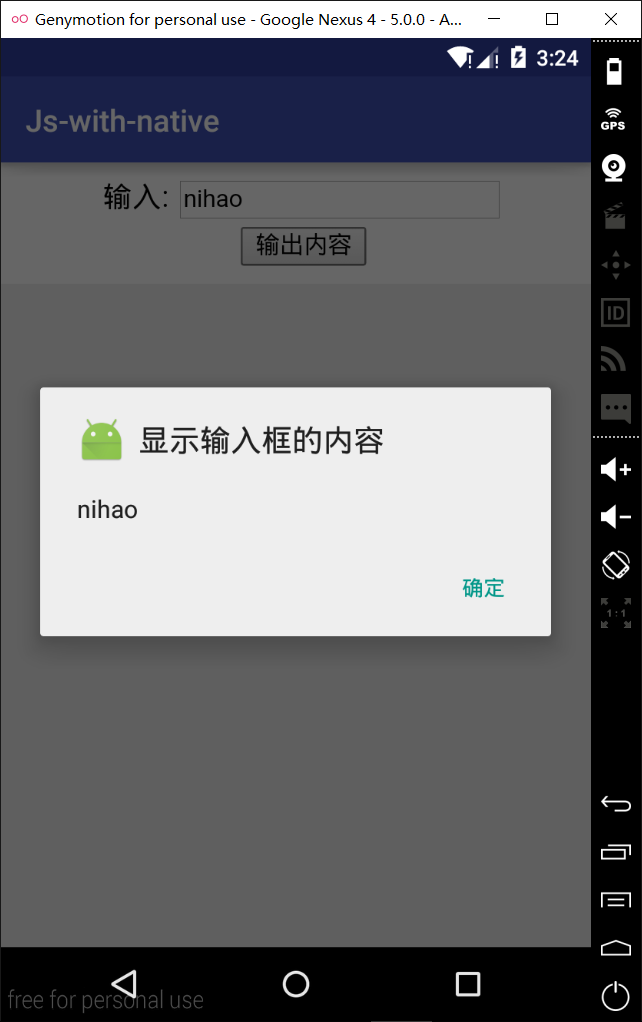 Genymotion for personal use - Google Nexus 4 - 5.0.0 - A...
3:24
Js-with-native
GPS
输入: nihao
输出内容
ID
显示输入框的内容
nihao
确定
1:1
free for personal use